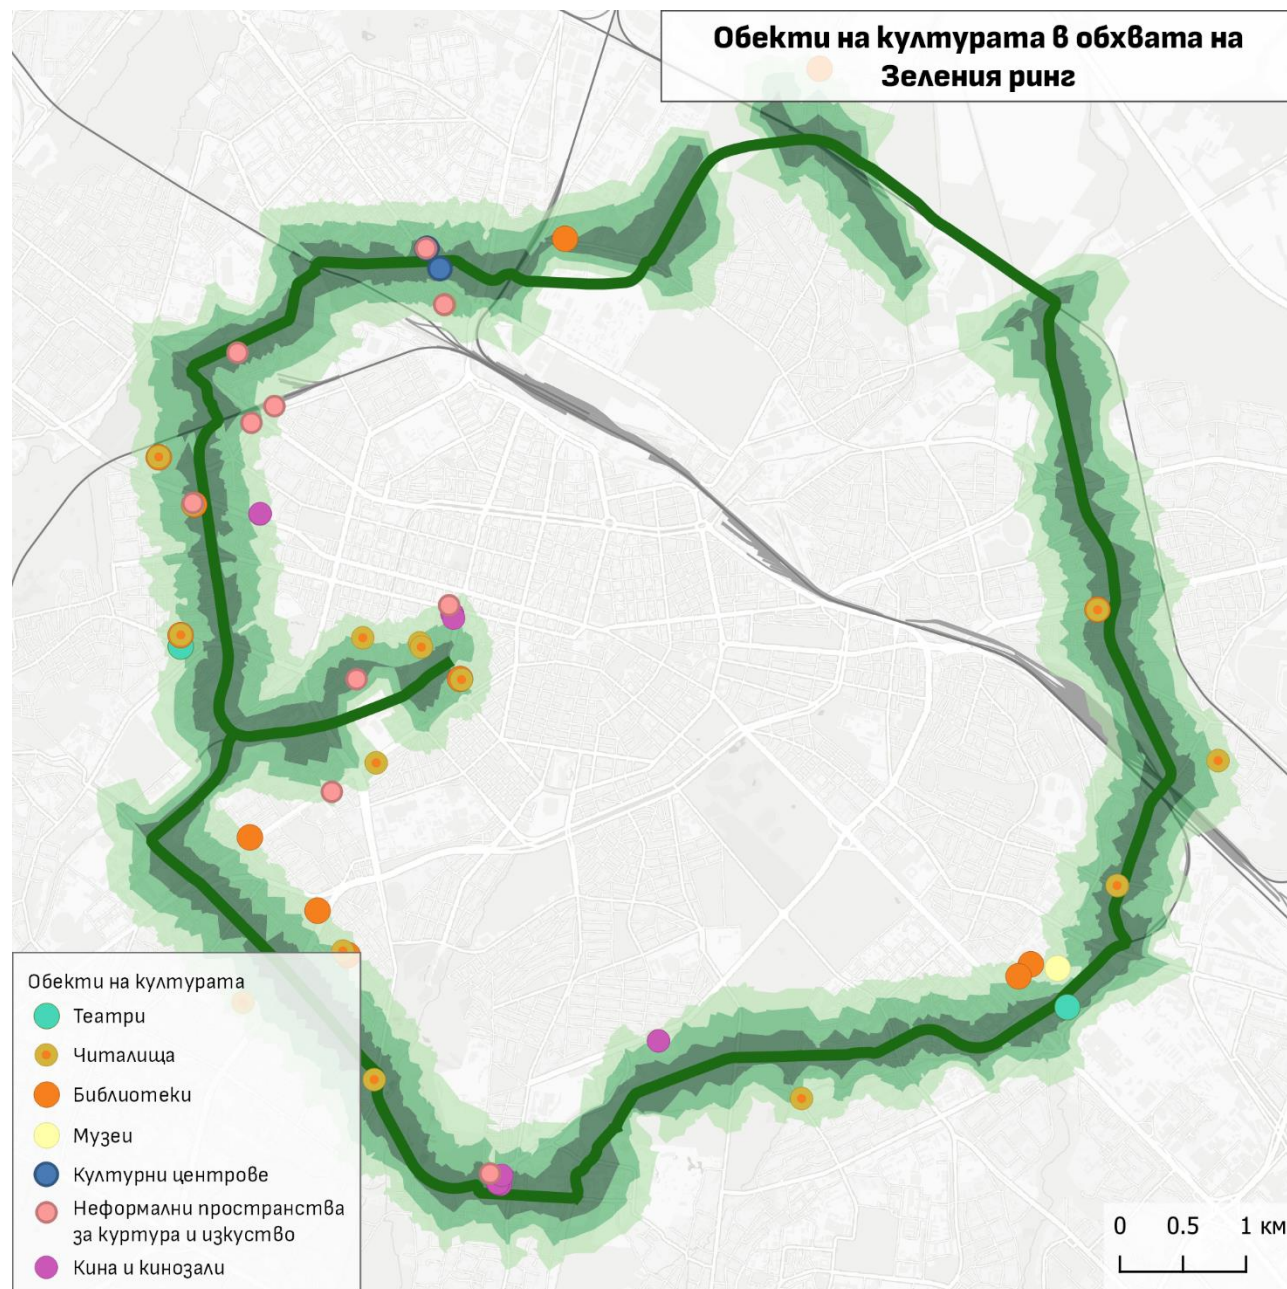 Обекти на културата в обхвата на
Зеления ринг
Обекти на културата
Театри
Читалища
Библиотеки
Музеи
Културни центрове
Неформални пространства
за куртура и изкуство
Кина и кинозали
0 0.5 1 км